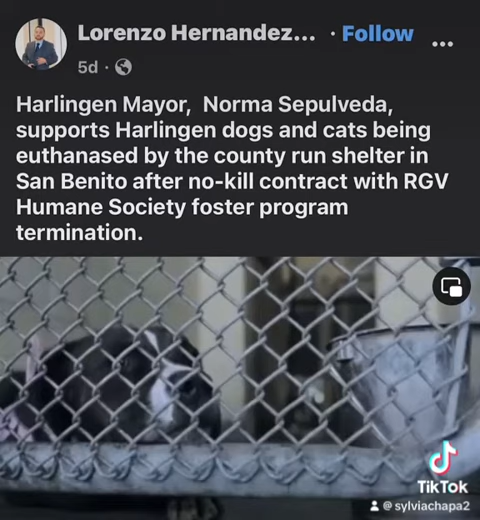 Lorenzo Hernandez... · Follow
5d ·
Harlingen Mayor, Norma Sepulveda,
supports Harlingen dogs and cats being
euthanased by the county run shelter in
San Benito after no-kill contract with RGV
Humane Society foster program
termination.
TikTok
@sylviachapa2